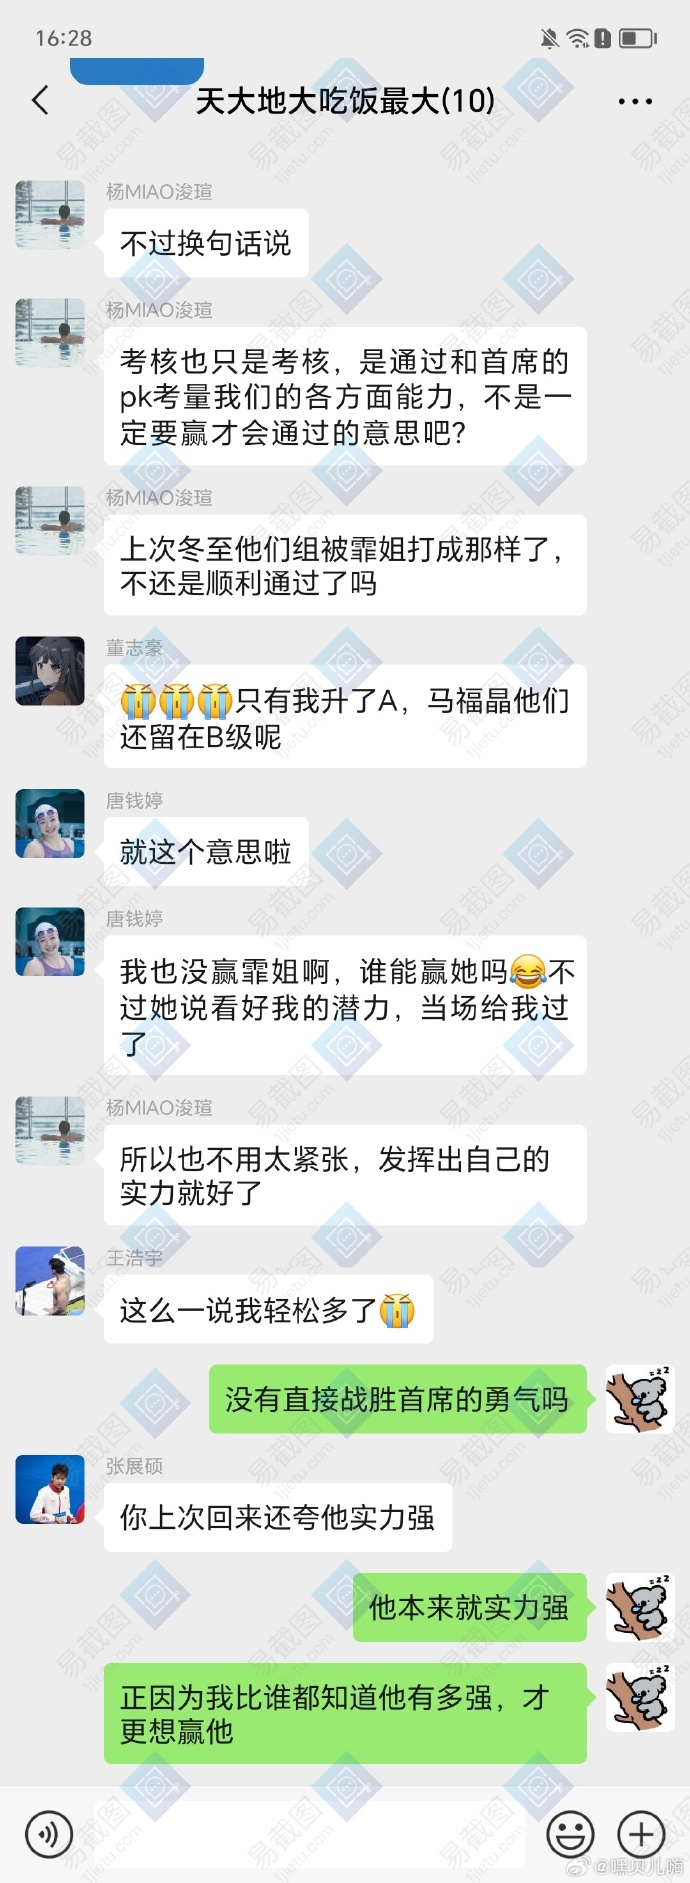 16:28
天大地大吃饭最大(10)
杨MIAO浚瑄
不过换句话说
杨MIAO浚瑄
考核也只是考核，是通过和首席的
pk考量我们的各方面能力，不是一
定要赢才会通过的意思吧?
杨MIAO浚瑄
上次冬至他们组被霏姐打成那样了，
不还是顺利通过了吗
董志豪
😭😭😭只有我升了A，马福晶他们
还留在B级呢
唐钱婷
就这个意思啦
唐钱婷
我也没赢霏姐啊，谁能赢她吗😂不
过她说看好我的潜力，当场给我过
了
杨MIAO浚瑄
所以也不用太紧张，发挥出自己的
实力就好了
王浩宇
这么一说我轻松多了😭
没有直接战胜首席的勇气吗
张展硕
你上次回来还夸他实力强
他本来就实力强
正因为我比谁都知道他有多强，才
更想赢他
易截图
1jietu.com
@嘿贝儿嗨